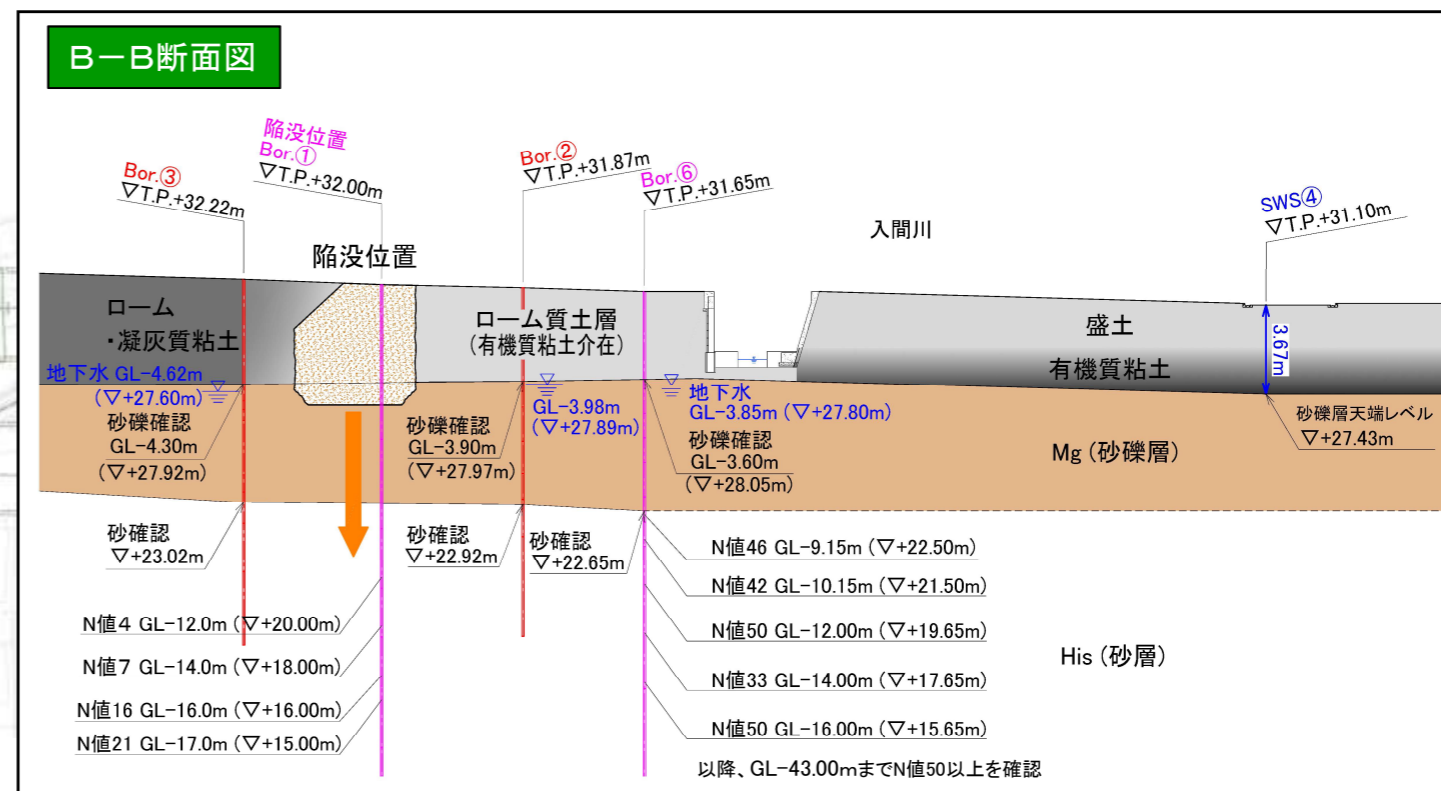 B－B断面図
陥没位置
Bor.①
▽T.P.+32.00m
Bor.③
▽T.P.+32.22m
Bor.②
▽T.P.+31.87m
Bor.⑥
▽T.P.+31.65m
SWS④
▽T.P.+31.10m
入間川
陥没位置
ローム
・凝灰質粘土
ローム質土層
(有機質粘土介在)
盛土
有機質粘土
3.67m
地下水 GL-4.62m
(▽+27.60m)
砂礫確認
GL-4.30m
(▽+27.92m)
GL-3.98m
(▽+27.89m)
砂礫確認
GL-3.90m
(▽+27.97m)
地下水
GL-3.85m (▽+27.80m)
砂礫確認
GL-3.60m
(▽+28.05m)
Mg (砂礫層)
砂礫層天端レベル
▽+27.43m
砂確認
▽+23.02m
砂確認
▽+22.92m
砂確認
▽+22.65m
N値4 GL-12.0m (▽+20.00m)
N値7 GL-14.0m (▽+18.00m)
N値16 GL-16.0m (▽+16.00m)
N値21 GL-17.0m (▽+15.00m)
N値46 GL-9.15m (▽+22.50m)
N値42 GL-10.15m (▽+21.50m)
N値50 GL-12.00m (▽+19.65m)
N値33 GL-14.00m (▽+17.65m)
N値50 GL-16.00m (▽+15.65m)
以降、GL-43.00mまでN値50以上を確認
His (砂層)